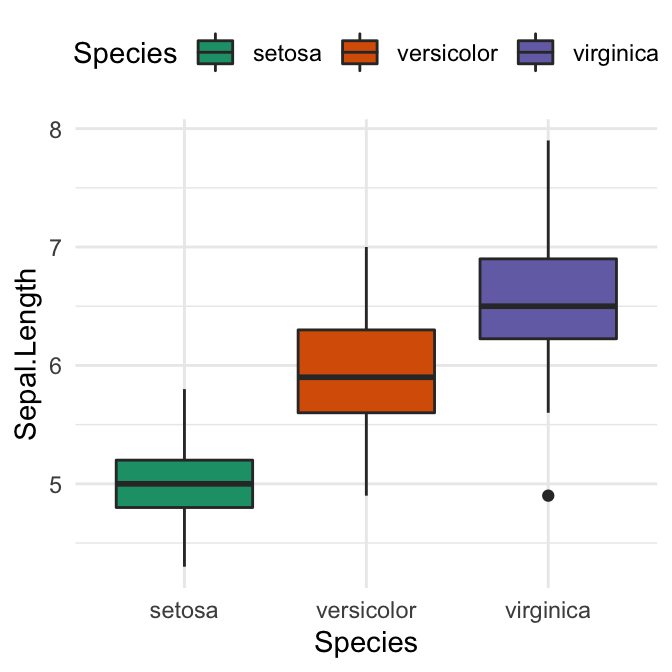 Species setosa versicolor virginica
8
7
6
5
Sepal.Length
setosa versicolor virginica
Species